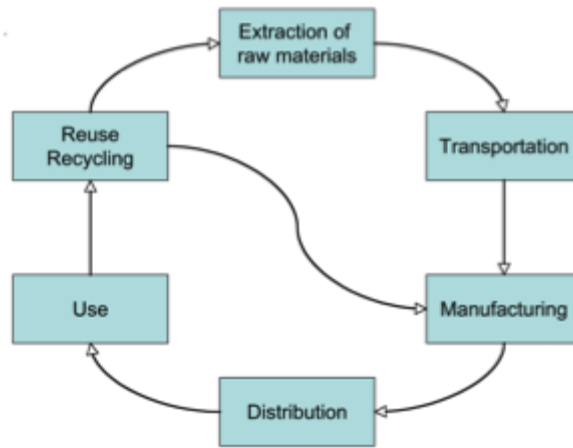 Extraction of
raw materials
Reuse
Recycling
Transportation
Use
Manufacturing
Distribution